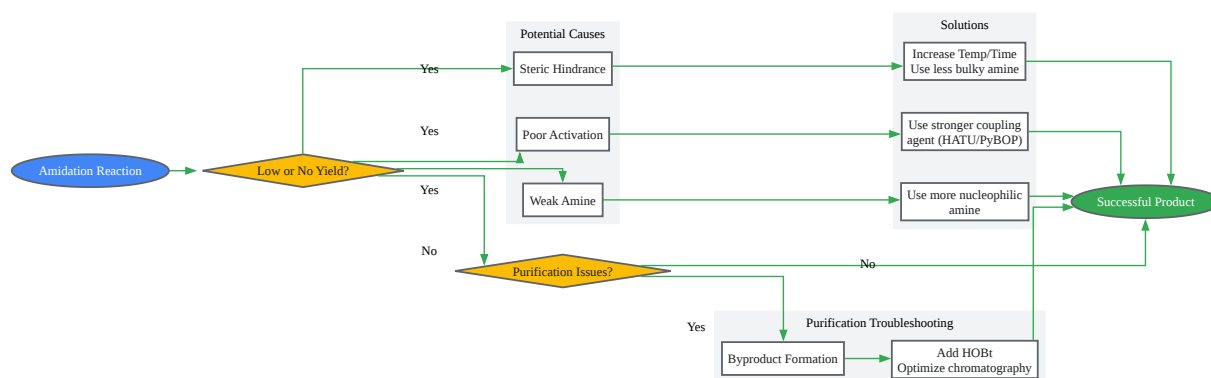 Amidation Reaction
Low or No Yield?
Yes
Yes
Yes
No
Potential Causes
Steric Hindrance
Poor Activation
Weak Amine
Solutions
Increase Temp/Time
Use less bulky amine
Use stronger coupling
agent (HATU/PyBOP)
Use more nucleophilic
amine
Successful Product
Purification Issues?
No
Yes
Purification Troubleshooting
Byproduct Formation
Add HOBt
Optimize chromatography